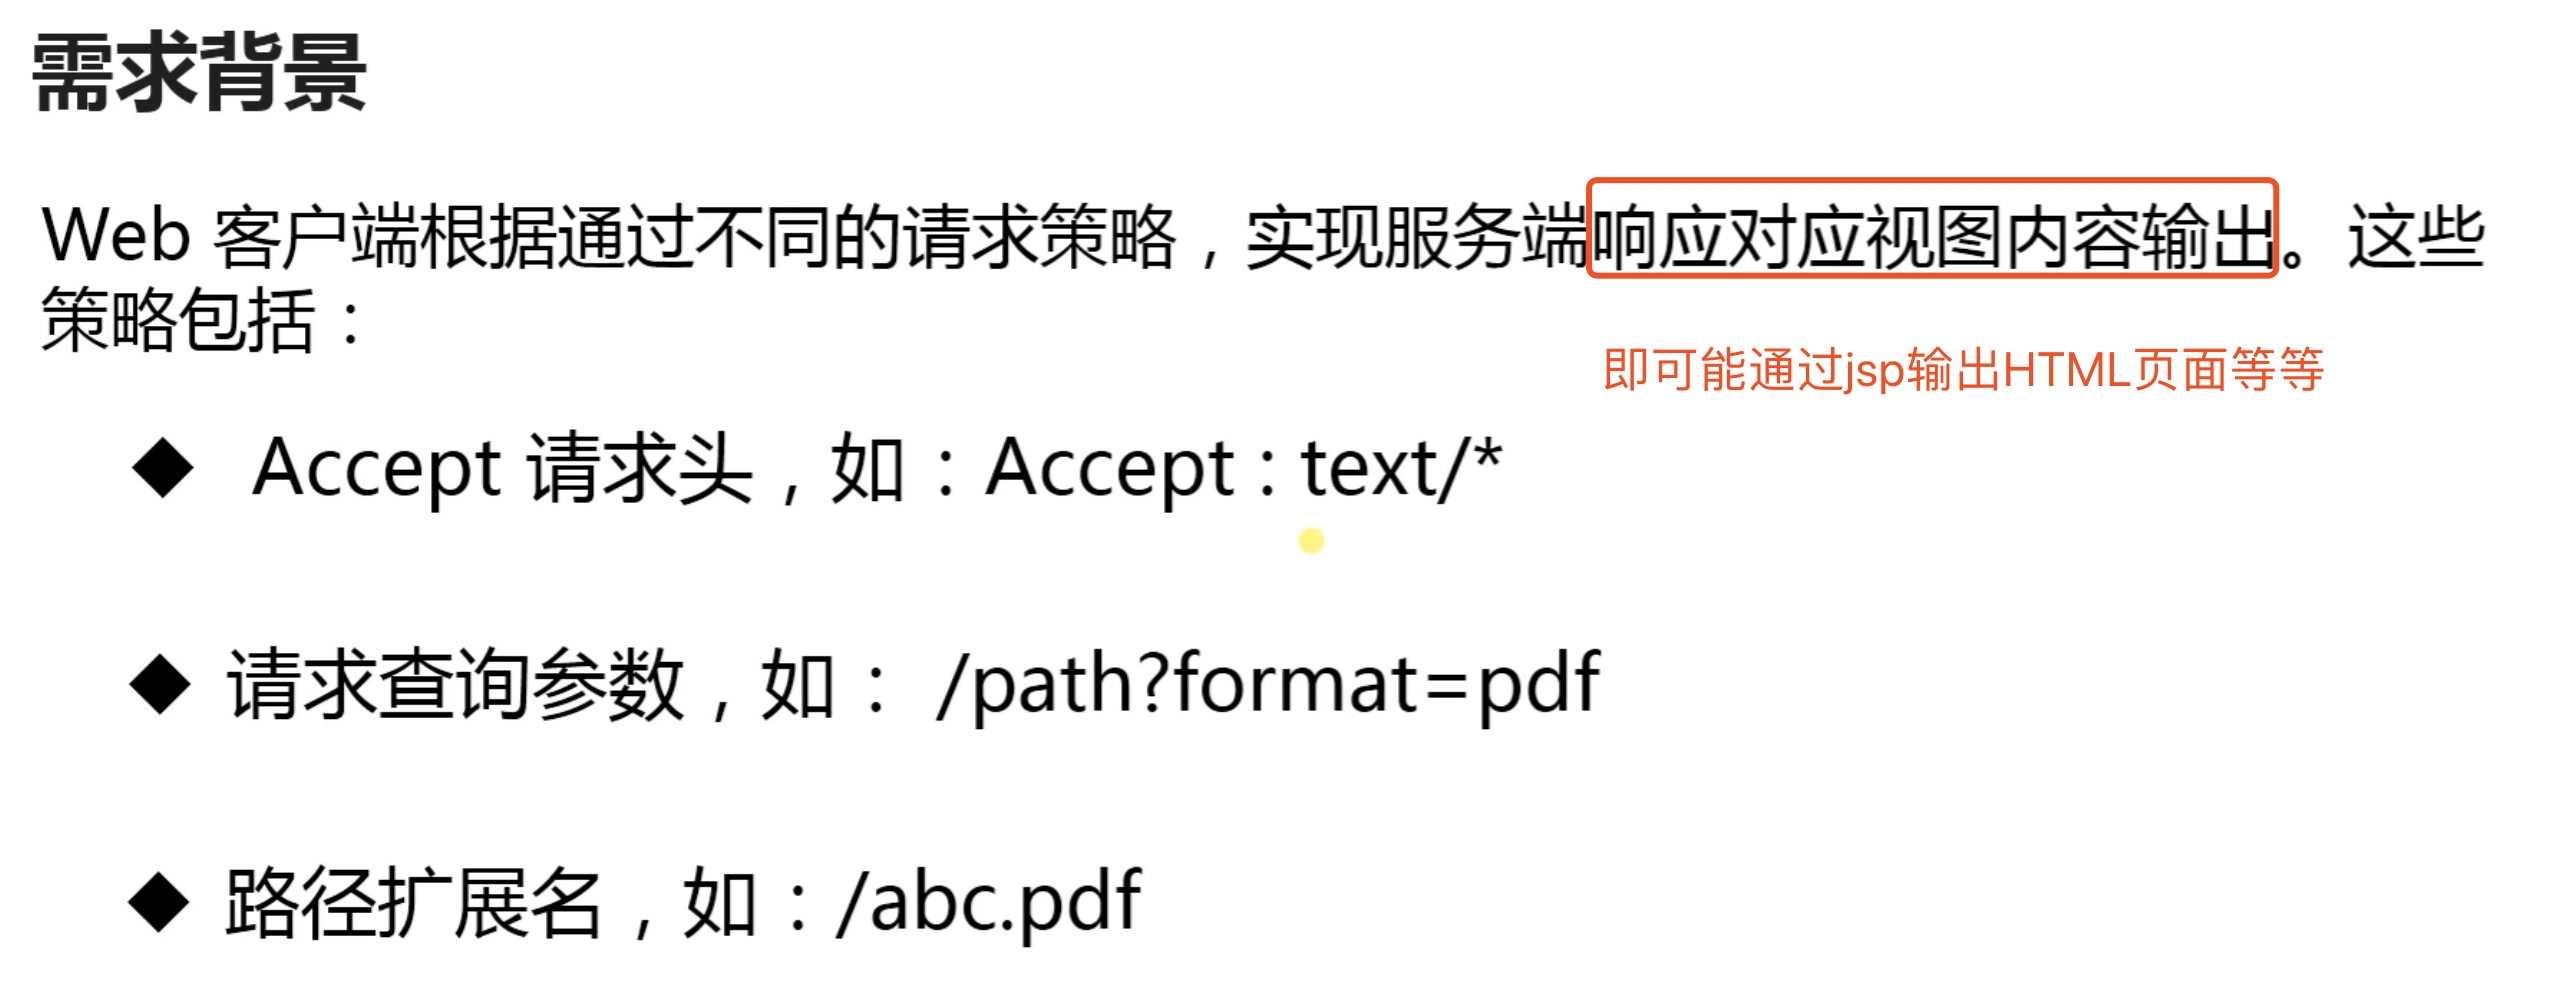 需求背景
Web 客户端根据通过不同的请求策略，实现服务端响应对应视图内容输出。这些
策略包括：
即可能通过jsp输出HTML页面等等
◆ Accept 请求头，如：Accept : text/*
◆ 请求查询参数，如： /path?format=pdf
◆ 路径扩展名，如：/abc.pdf